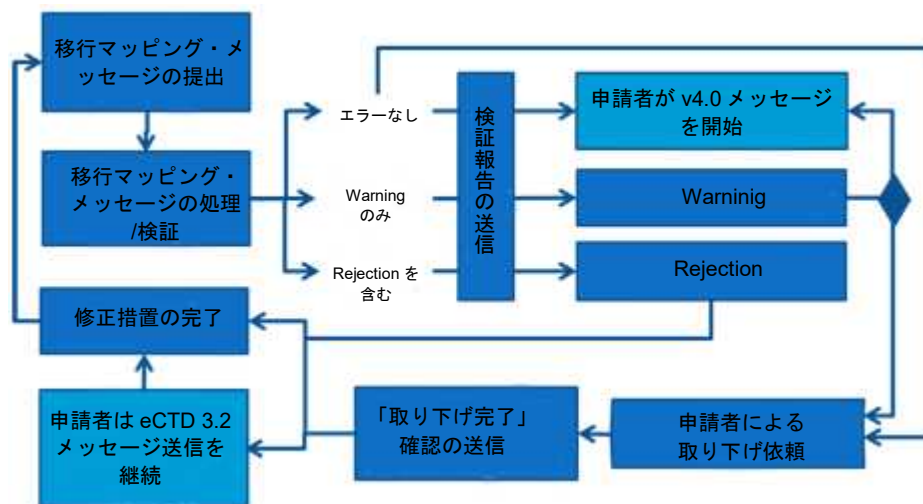 移行マッピング・メ
ッセージの提出
移行マッピング・
メッセージの処理
/検証
エラーなし
Warning
のみ
Rejection を
含む
検証報告の送信
申請者が v4.0 メッセージ
を開始
Warninig
Rejection
修正措置の完了
申請者は eCTD 3.2
メッセージ送信を
継続
「取り下げ完了」
確認の送信
申請者による
取り下げ依頼